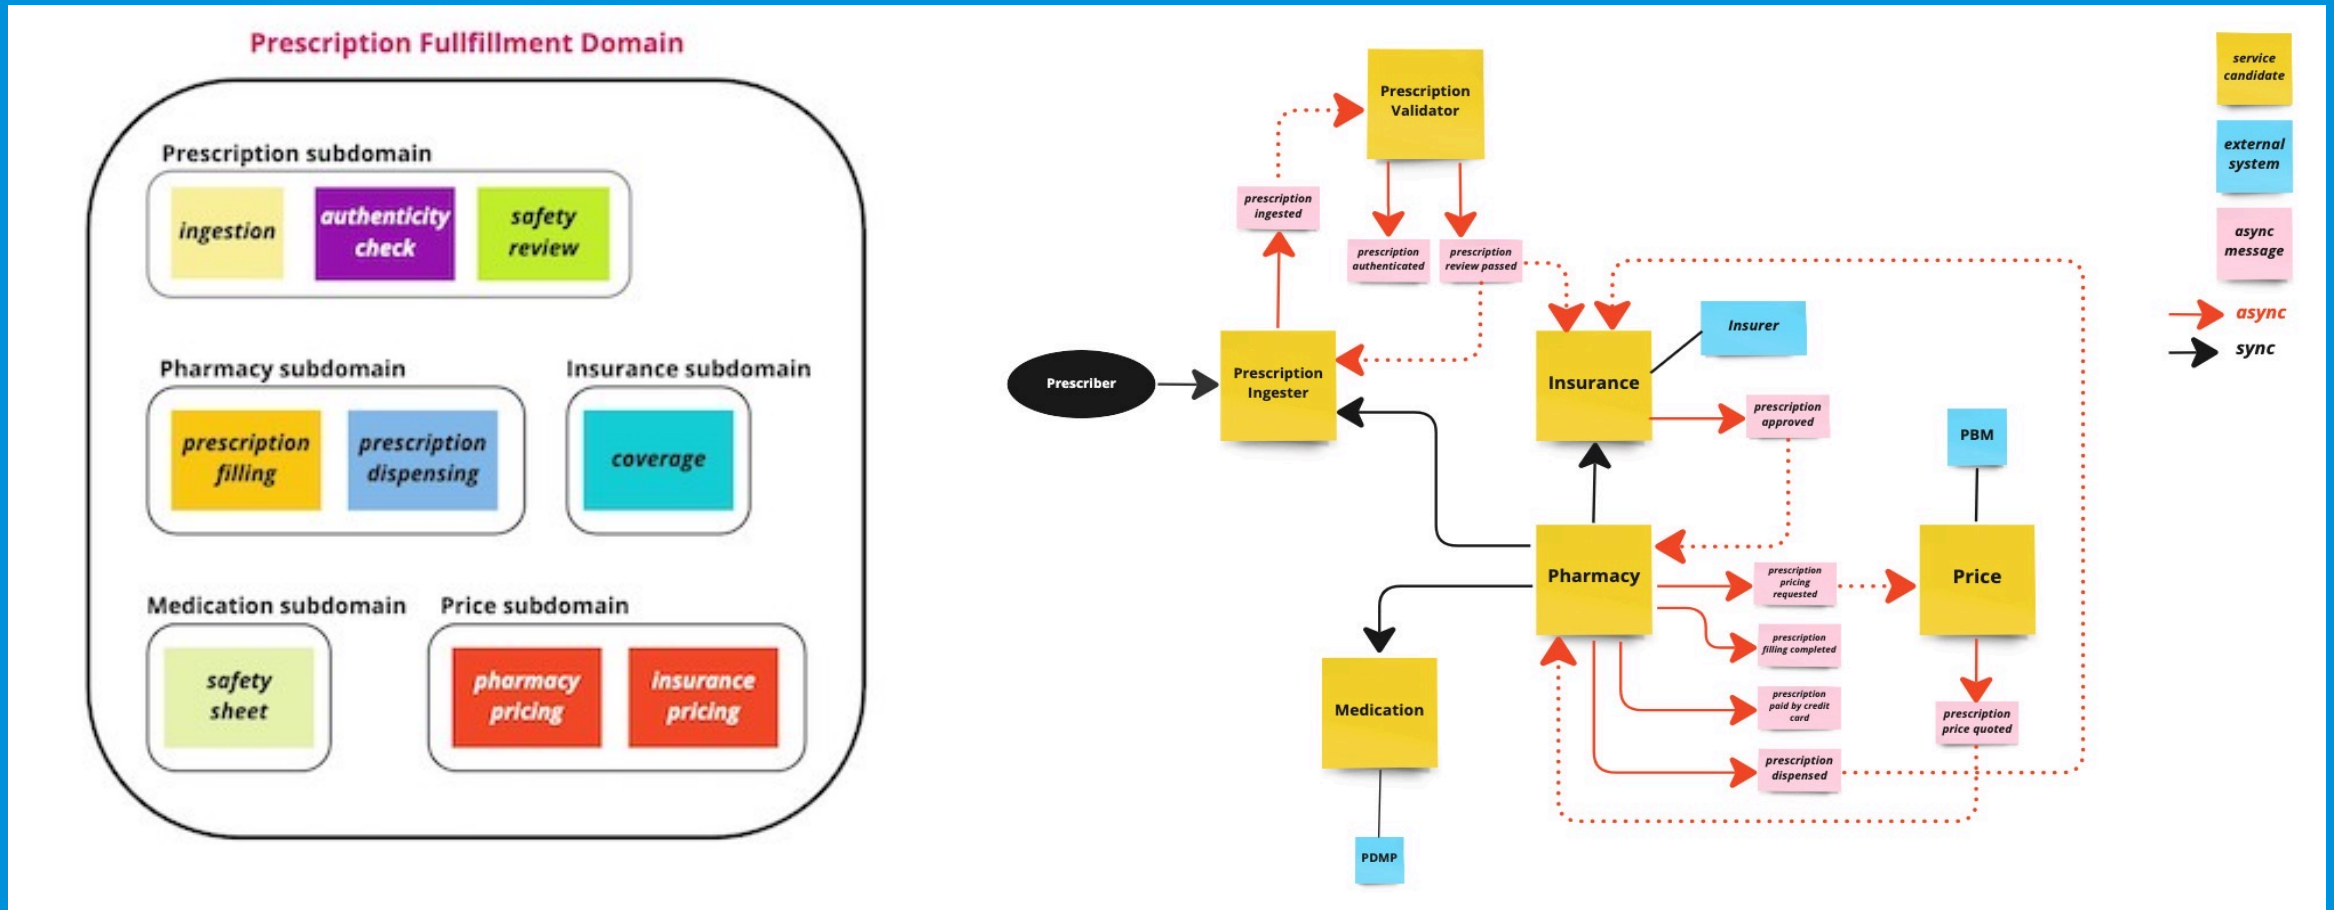 Prescription Fullfillment Domain
Prescription subdomain
ingestion
authenticity
check
safety
review
Pharmacy subdomain
prescription
filling
prescription
dispensing
Insurance subdomain
coverage
Medication subdomain
safety
sheet
Price subdomain
pharmacy
pricing
insurance
pricing
Prescription
Validator
prescription
ingested
prescription
authenticated
prescription
review passed
Prescriber
Prescription
Ingester
Insurance
Insurer
prescription
approved
PBM
Pharmacy
prescription
pricing
requested
Price
prescription
filling completed
prescription
paid by credit
card
prescription
price quoted
prescription
dispensed
Medication
PDMP
service
candidate
external
system
async
message
async
sync